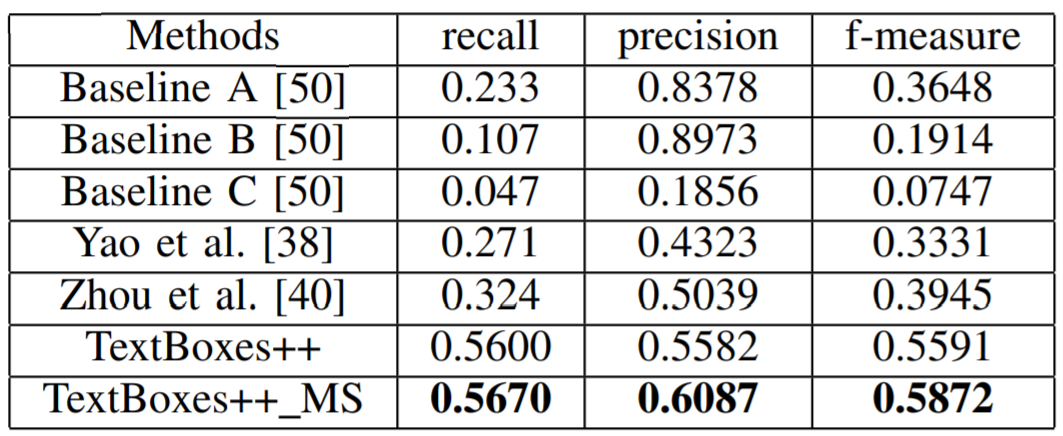 Methods recall precision f-measure
Baseline A [50] 0.233 0.8378 0.3648
Baseline B [50] 0.107 0.8973 0.1914
Baseline C [50] 0.047 0.1856 0.0747
Yao et al. [38] 0.271 0.4323 0.3331
Zhou et al. [40] 0.324 0.5039 0.3945
TextBoxes++ 0.5600 0.5582 0.5591
TextBoxes++_MS 0.5670 0.6087 0.5872